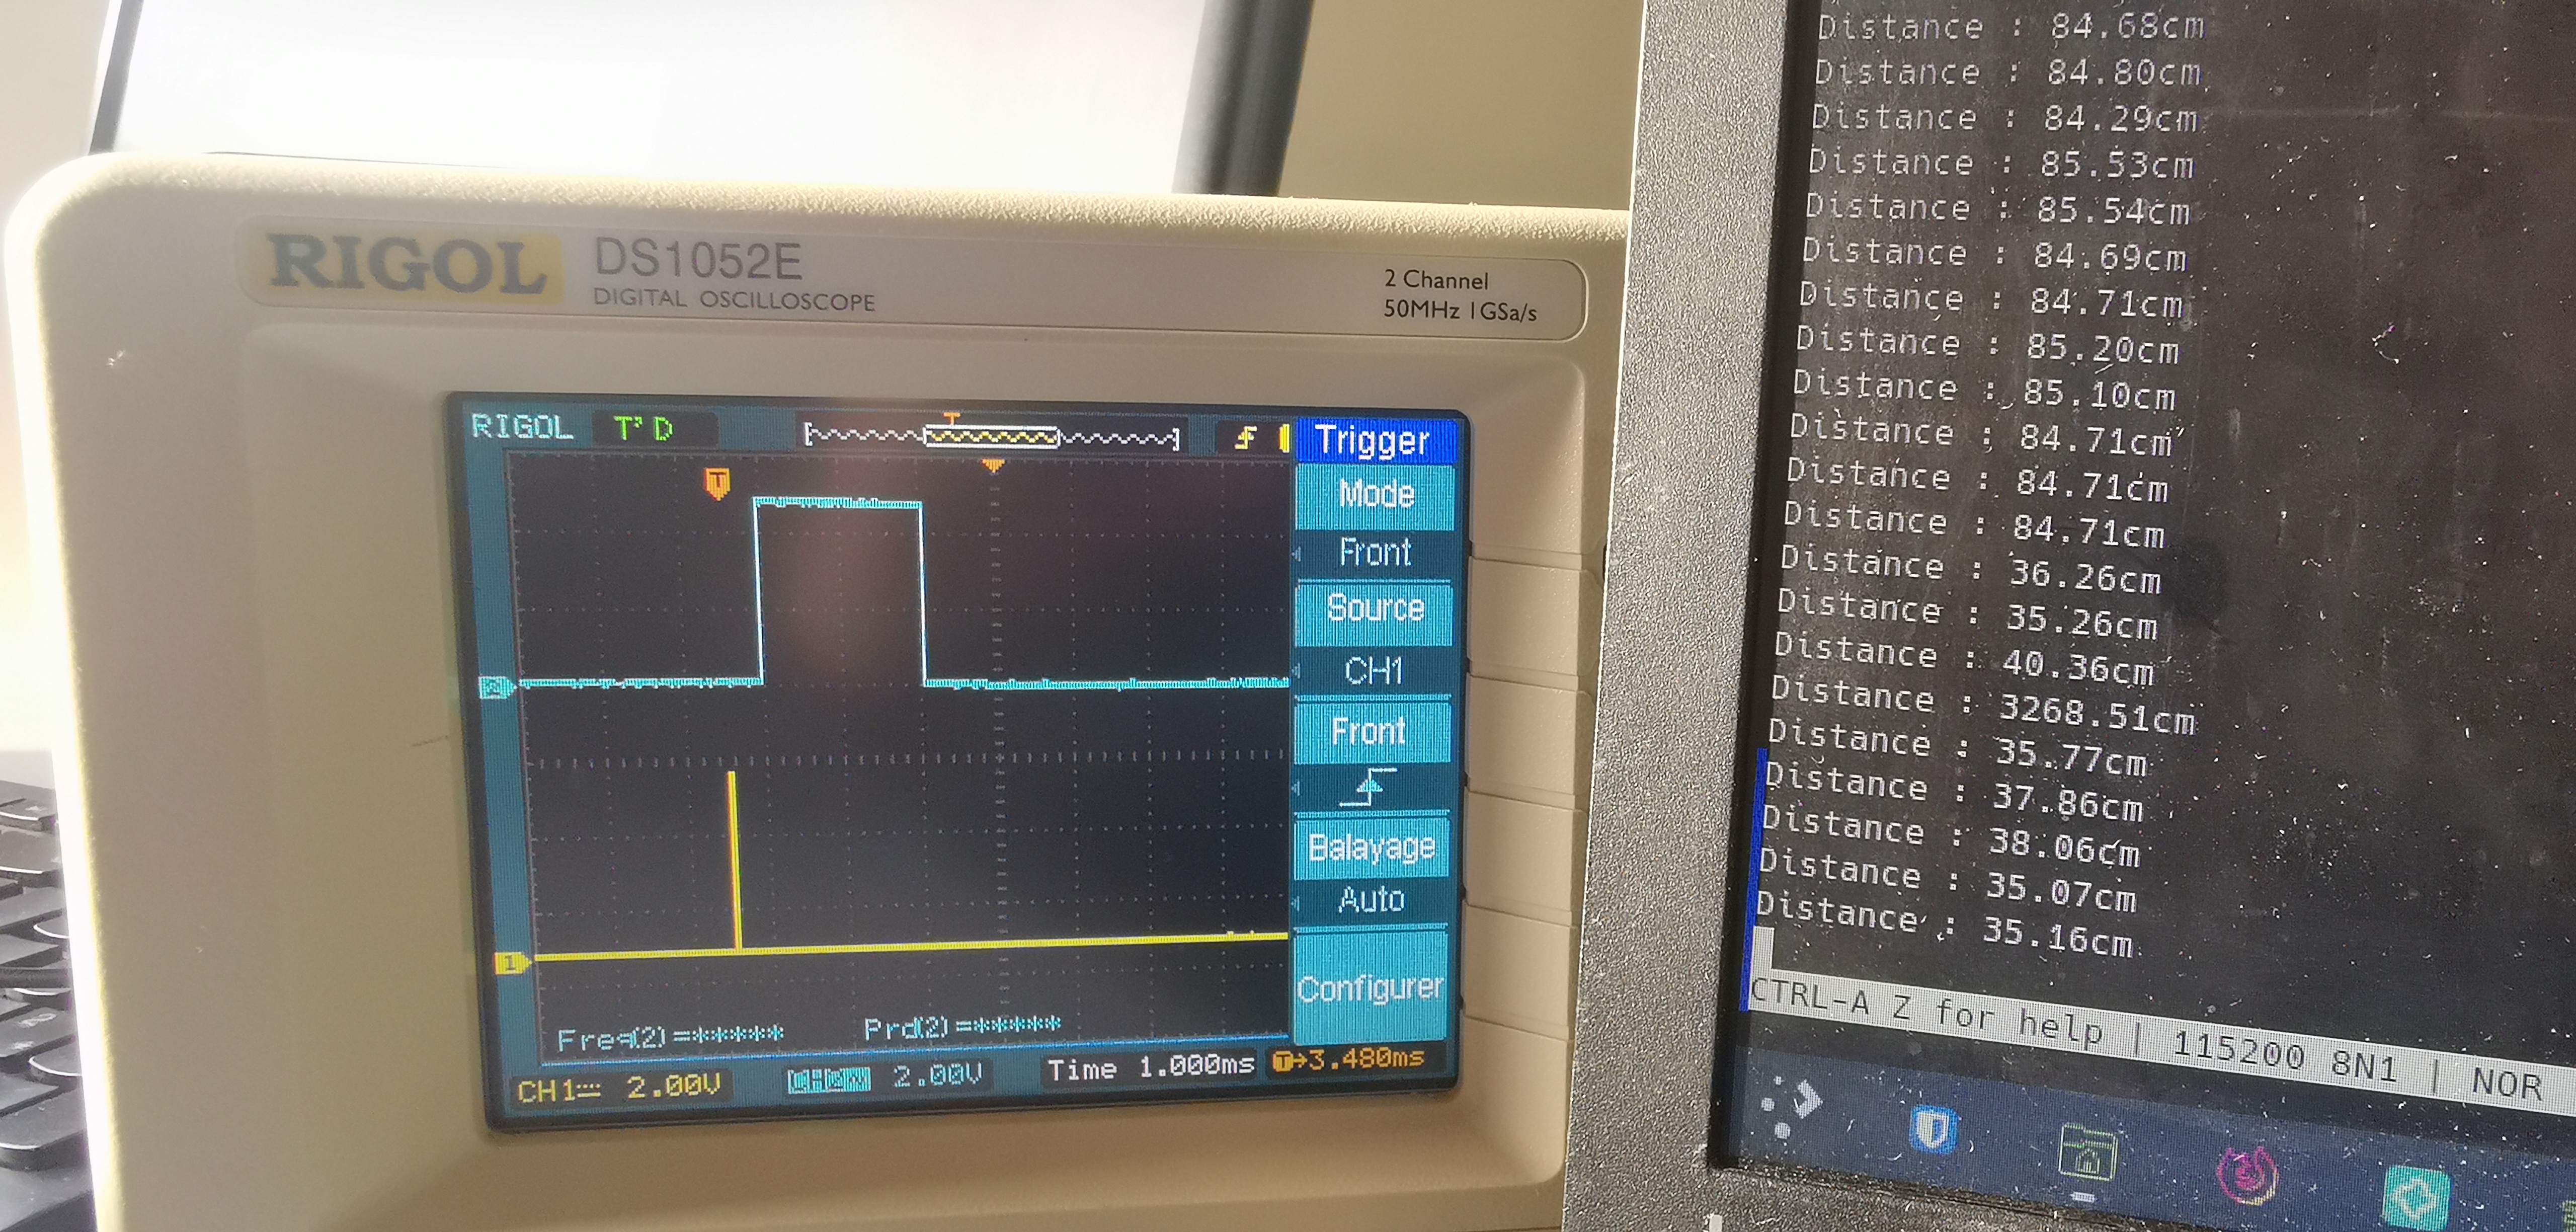 RIGOL DS1052E
DIGITAL OSCILLOSCOPE
2 Channel
50MHz 1GSa/s
RIGOL T'D
T
T
Trigger
Mode
Front
Source
CH1
Front
Balayage
Auto
Configurer
2
1
Freq(2)=***** Prd(2)=*****
CH1 2.00V 2.00V Time 1.000ms T→3.480ms
Distance : 84.68cm
Distance : 84.80cm
Distance : 84.29cm
Distance : 85.53cm
Distance : 85.54cm
Distance : 84.69cm
Distance : 84.71cm
Distance : 85.20cm
Distance : 85.10cm
Distance : 84.71cm
Distance : 84.71cm
Distance : 84.71cm
Distance : 36.26cm
Distance : 35.26cm
Distance : 40.36cm
Distance : 3268.51cm
Distance : 35.77cm
Distance : 37.86cm
Distance : 38.06cm
Distance : 35.07cm
Distance : 35.16cm
CTRL-A Z for help | 115200 8N1 | NOR